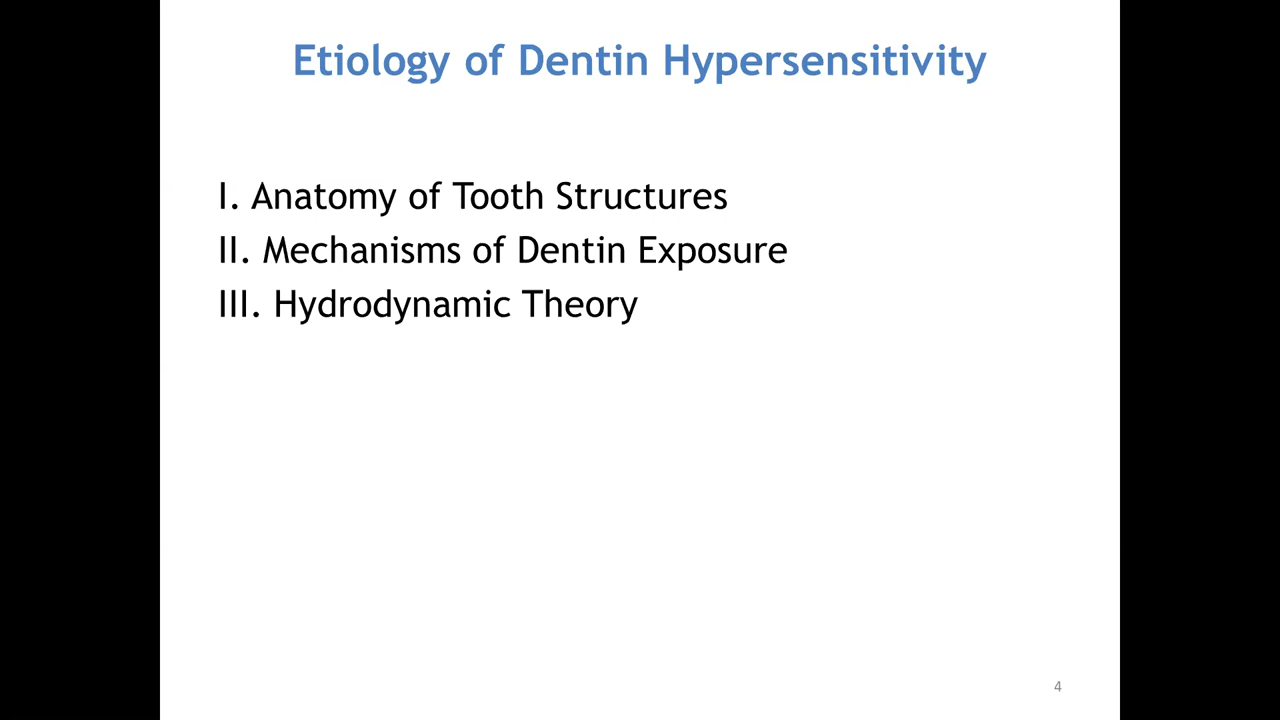 Etiology of Dentin Hypersensitivity
I. Anatomy of Tooth Structures
II. Mechanisms of Dentin Exposure
III. Hydrodynamic Theory
4